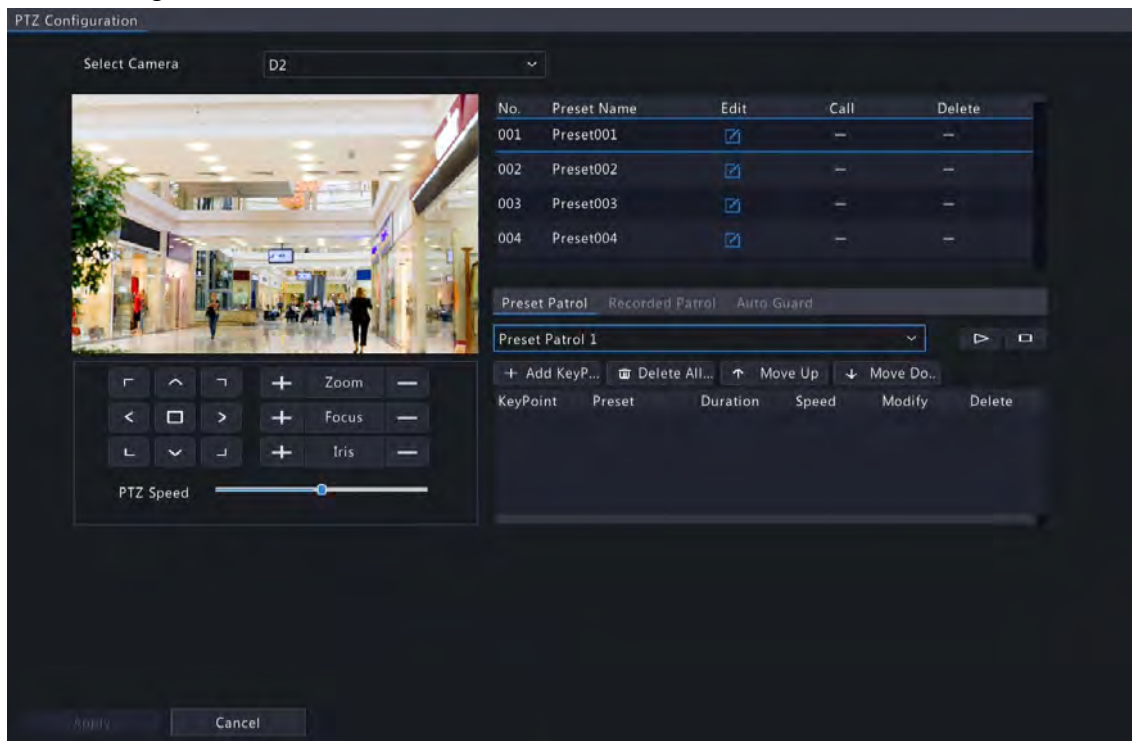 PTZ Configuration
Select Camera D2
No. Preset Name Edit Call Delete
001 Preset001
002 Preset002
003 Preset003
004 Preset004
Preset Patrol Recorded Patrol Auto Guard
Preset Patrol 1
Add KeyP... Delete All... Move Up Move Do..
KeyPoint Preset Duration Speed Modify Delete
Zoom
Focus
Iris
PTZ Speed
Apply Cancel